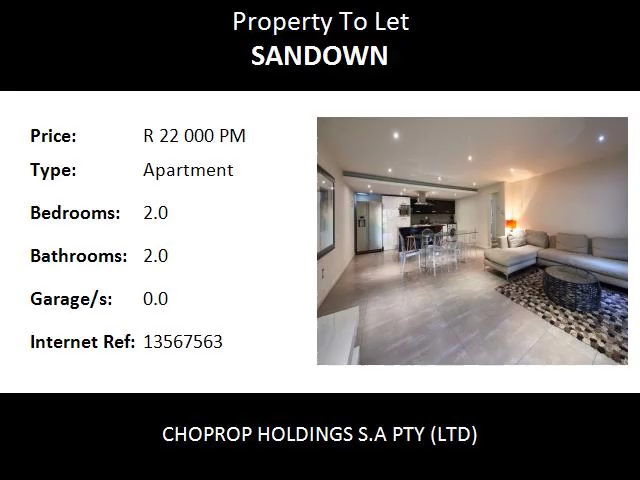 Property To Let
SANDOWN
Price: R 22 000 PM
Type: Apartment
Bedrooms: 2.0
Bathrooms: 2.0
Garage/s: 0.0
Internet Ref: 13567563
CHOPROP HOLDINGS S.A PTY (LTD)